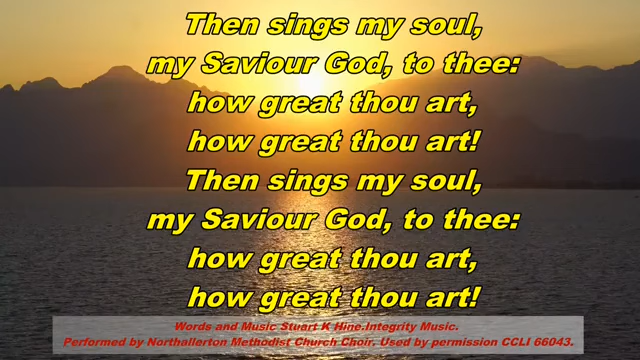 Then sings my soul,
my Saviour God, to thee:
how great thou art,
how great thou art!
Then sings my soul,
my Saviour God, to thee:
how great thou art,
how great thou art!
Words and Music Stuart K Hine.Integrity Music.
Performed by Northallerton Methodist Church Choir. Used by permission CCLI 66043.